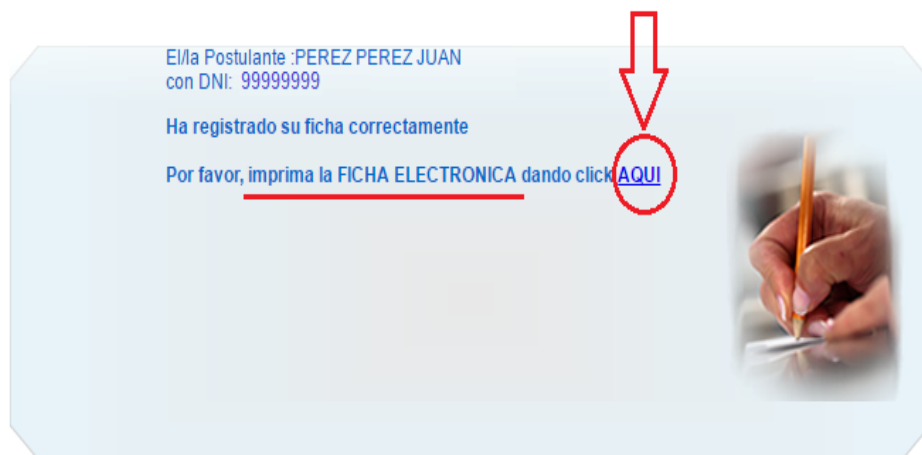 El/la Postulante :PEREZ PEREZ JUAN
con DNI: 99999999
Ha registrado su ficha correctamente
Por favor, imprima la FICHA ELECTRONICA dando click AQUI